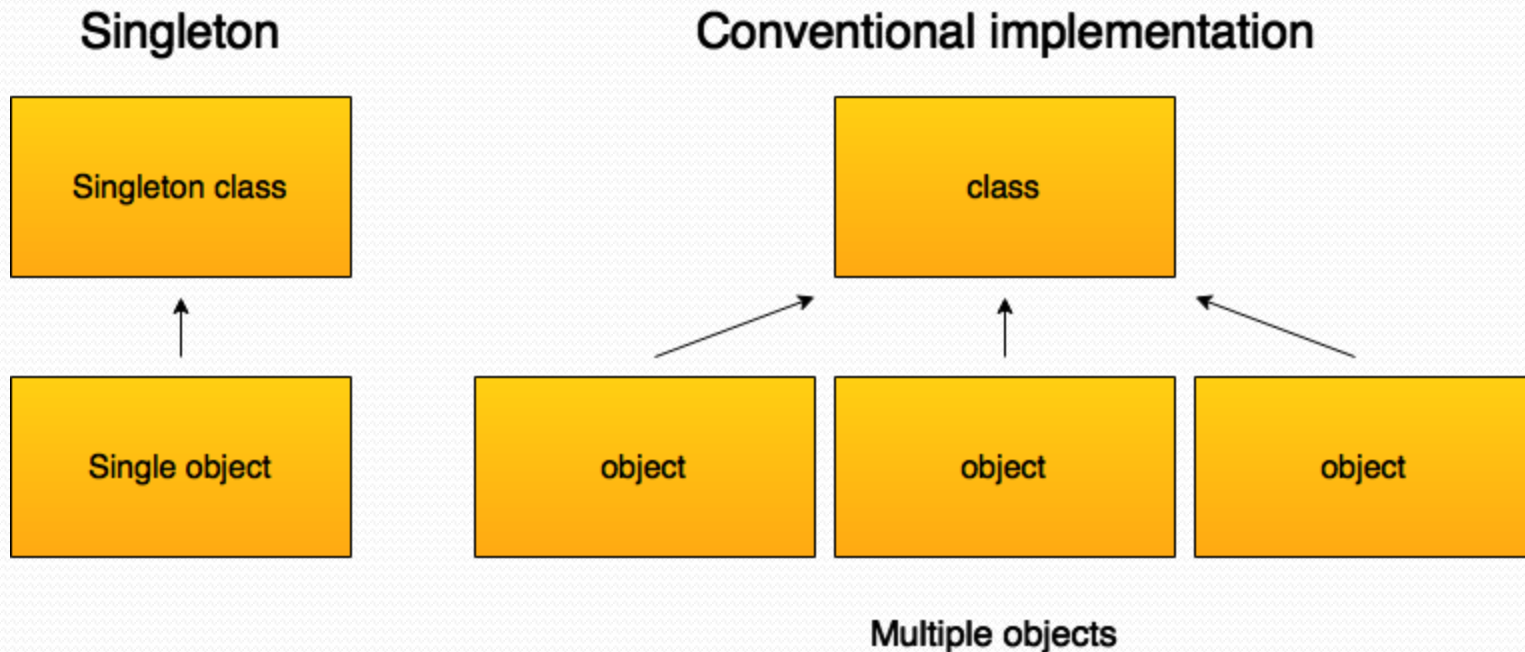 Singleton
Conventional implementation
Singleton class
class
Single object
object
object
object
Multiple objects